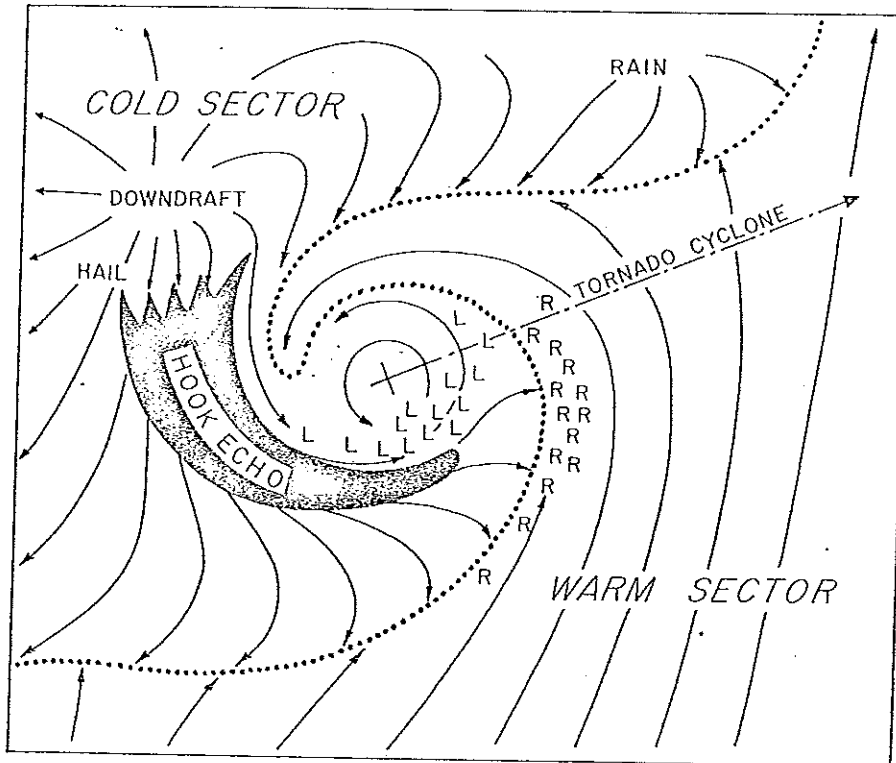 RAIN
COLD SECTOR
DOWNDRAFT
TORNADO CYCLONE
HAIL
HOOK ECHO
R
L
R
L
R
R
L L
L
R R
L L
L L
R R
L L
L L L
R
L L L
R
R
R
R
WARM SECTOR
R